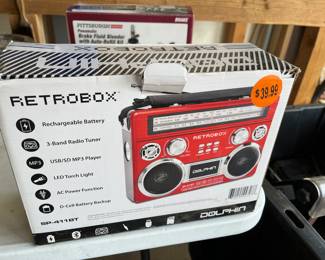 PITTSBURGH
Pneumatic
Brake Fluid Bleeder
with Auto-Refill Kit
RETROBOX
$39.99
Rechargeable Battery
3-Band Radio Tuner
MP3
USB/SD MP3 Player
LED Torch Light
AC Power Function
D-Cell Battery Backup
SP-411BT
RETROBOX
DOLPHIN
DOLPHIN